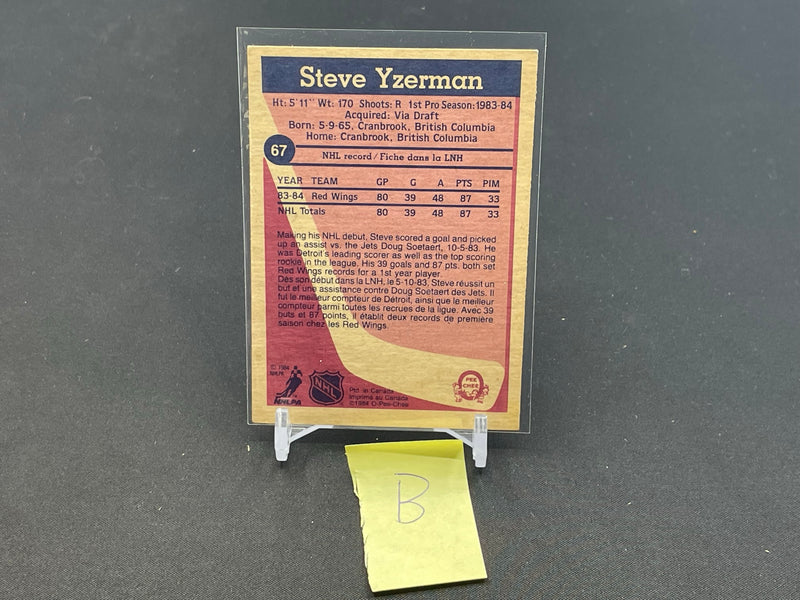 Steve Yzerman
Ht: 5'11" Wt: 170 Shoots: R 1st Pro Season: 1983-84
Acquired: Via Draft
Born: 5-9-65, Cranbrook, British Columbia
Home: Cranbrook, British Columbia
67
NHL record / Fiche dans la LNH
YEAR TEAM GP G A PTS PIM
83-84 Red Wings 80 39 48 87 33
NHL Totals 80 39 48 87 33
Making his NHL debut, Steve scored a goal and picked
up an assist vs. the Jets Doug Soetaert, 10-5-83. He
was Detroit's leading scorer as well as the top scoring
rookie in the league. His 39 goals and 87 pts. both set
Red Wings records for a 1st year player.
Dès son début dans la LNH, le 5-10-83, Steve réussit un
but et une assistance contre Doug Soetaert des Jets. Il
fut le meilleur compteur de Détroit, ainsi que le meilleur
compteur parmi toutes les recrues de la ligue. Avec 39
buts et 87 points, il établit deux records de première
saison chez les Red Wings.
© 1984
NHLPA
NHLPA
NHL
Ptd. in Canada
Imprimé au Canada
©1984 O-Pee-Chee
O
PEE
CHEE
B